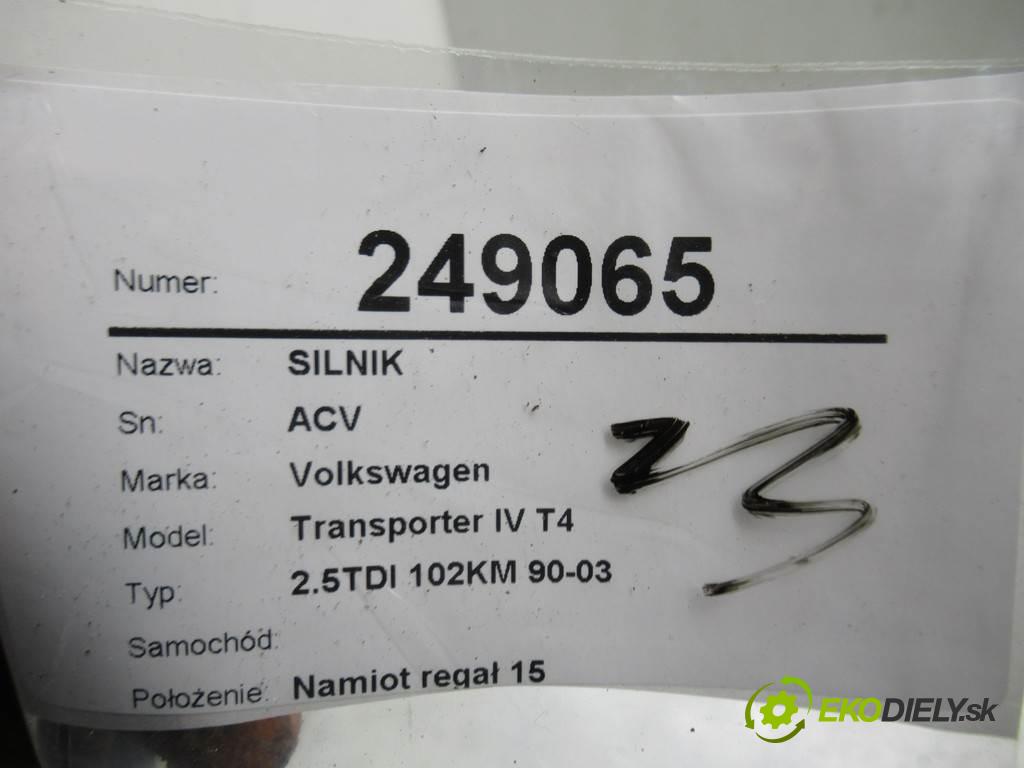 Numer: 249065
Nazwa: SILNIK
Sn: ACV
Marka: Volkswagen
Model: Transporter IV T4
Typ: 2.5TDI 102KM 90-03
Samochód:
Położenie: Namiot regał 15
23
EKODIELY.sk